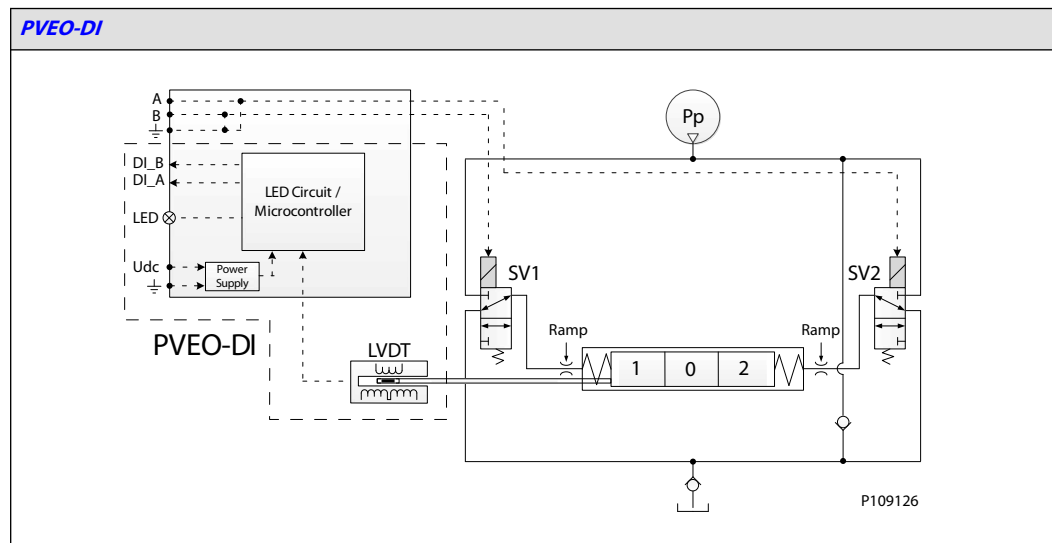 PVEO-DI
A
B
DI_B
DI_A
LED
Udc
LED Circuit /
Microcontroller
Power
Supply
PVEO-DI
LVDT
Pp
SV1
SV2
Ramp
Ramp
1 0 2
P109126